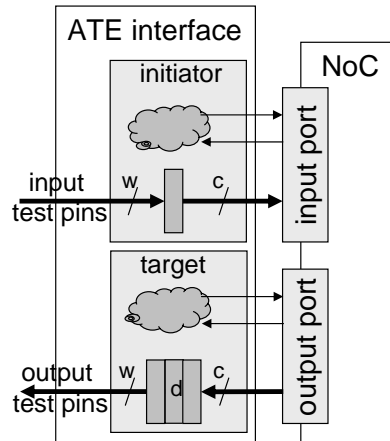 ATE interface
NoC
initiator
input port
input
test pins
w
c
target
output port
output
test pins
w
d
c